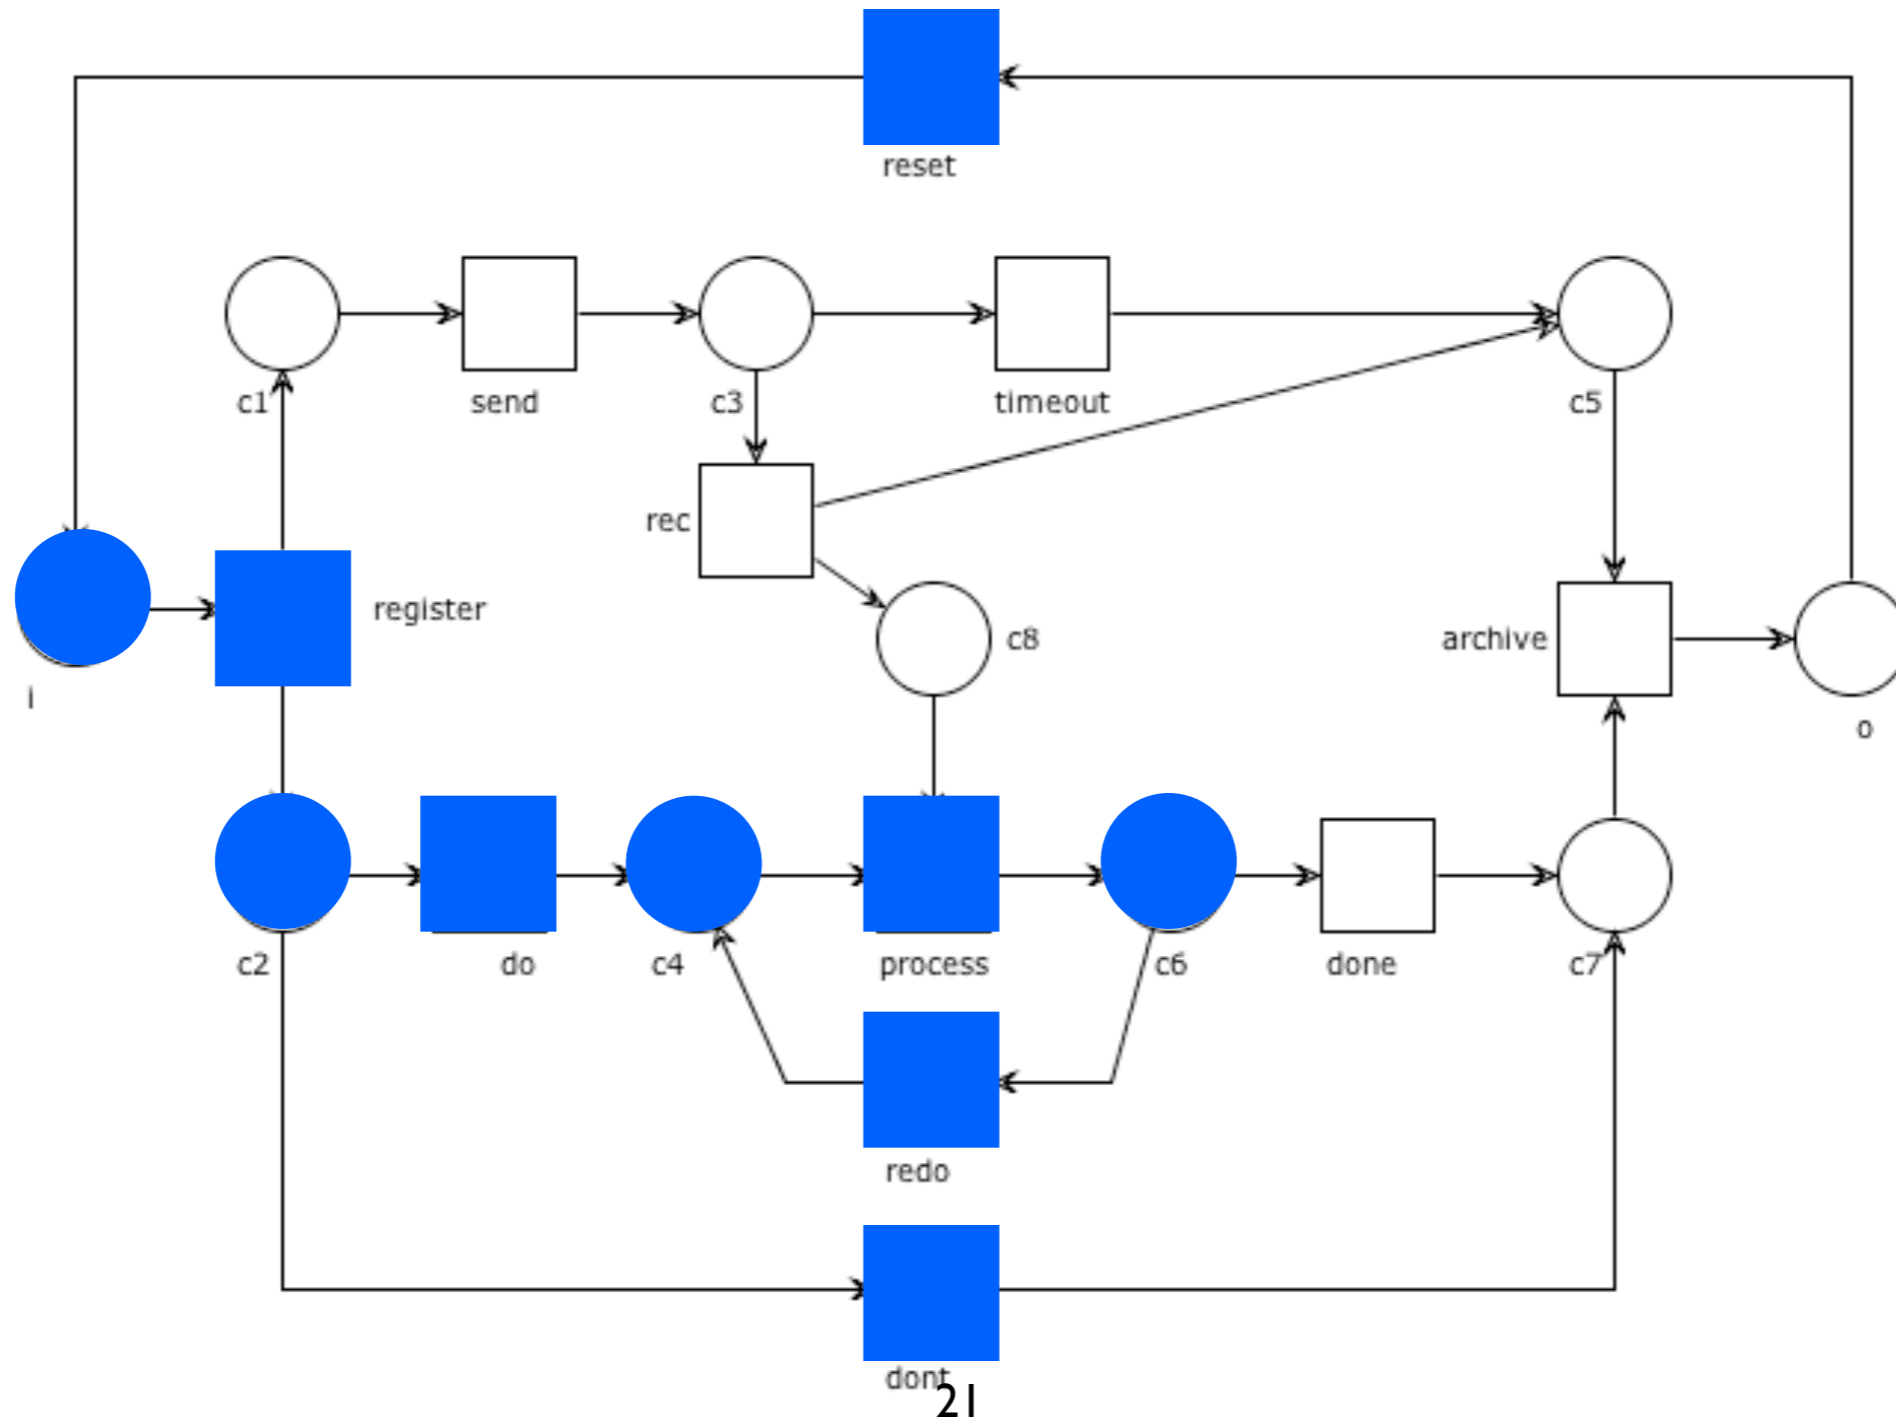 reset
c1
send
c3
timeout
c5
rec
register
c8
archive
i
o
c2
do
c4
process
c6
done
c7
redo
dont
21